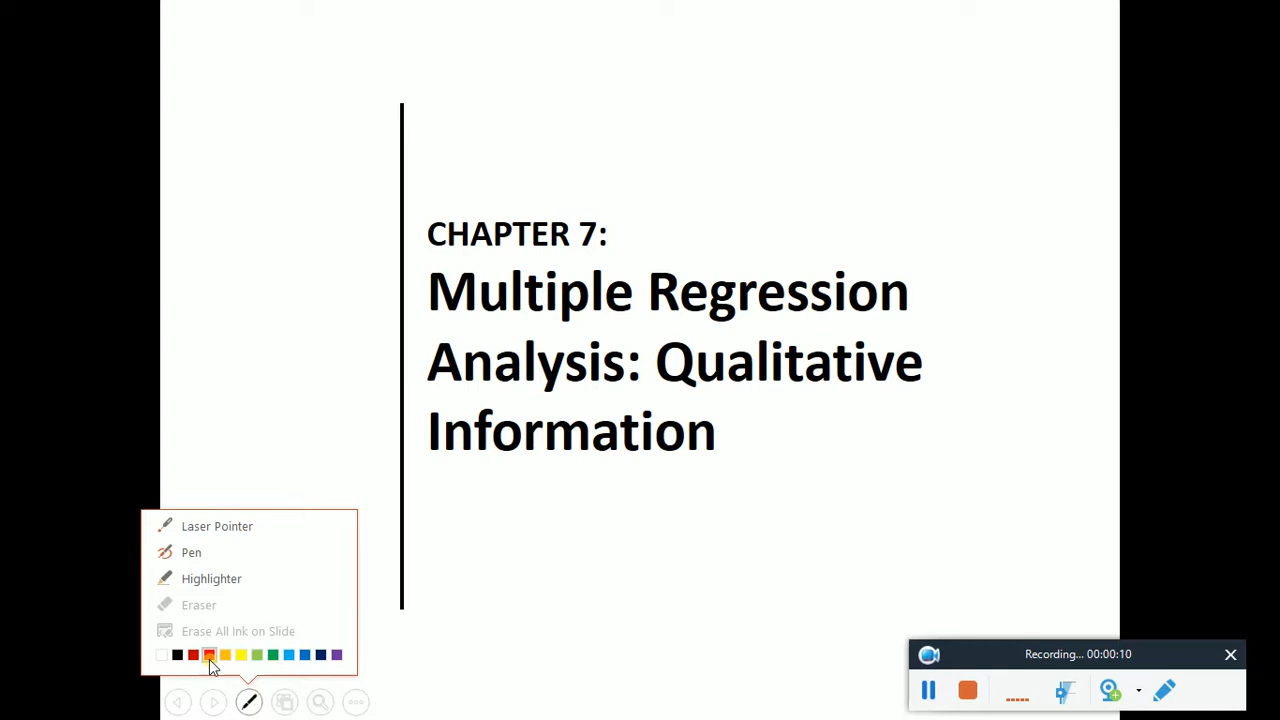 CHAPTER 7:
Multiple Regression
Analysis: Qualitative
Information
Laser Pointer
Pen
Highlighter
Eraser
Erase All Ink on Slide
Recording... 00:00:10